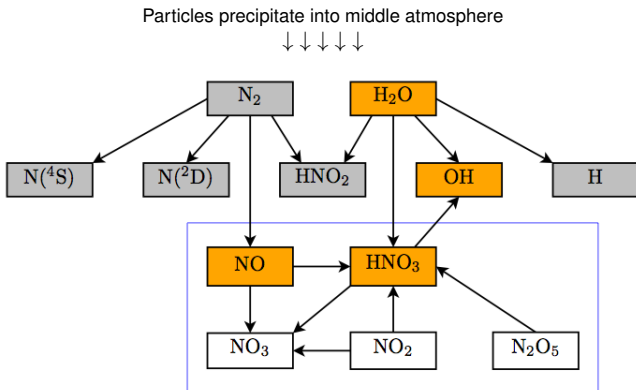 Particles precipitate into middle atmosphere
↓↓↓↓↓
N₂ H₂O
N(⁴S) N(²D) HNO₂ OH H
NO HNO₃
NO₃ NO₂ N₂O₅